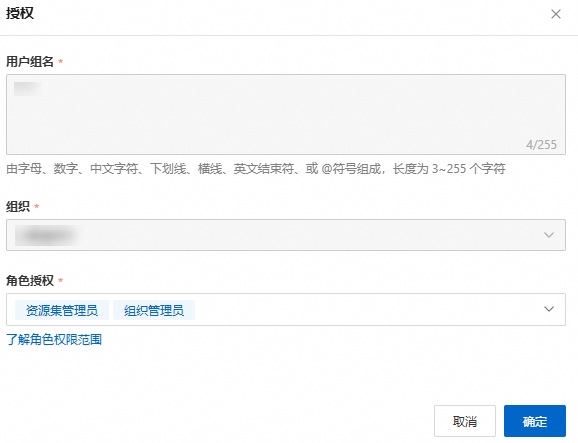 授权
用户组名 *
4/255
由字母、数字、中文字符、下划线、横线、英文结束符、或 @符号组成，长度为 3~255 个字符
组织 *
角色授权 *
资源集管理员 组织管理员
了解角色权限范围
取消 确定